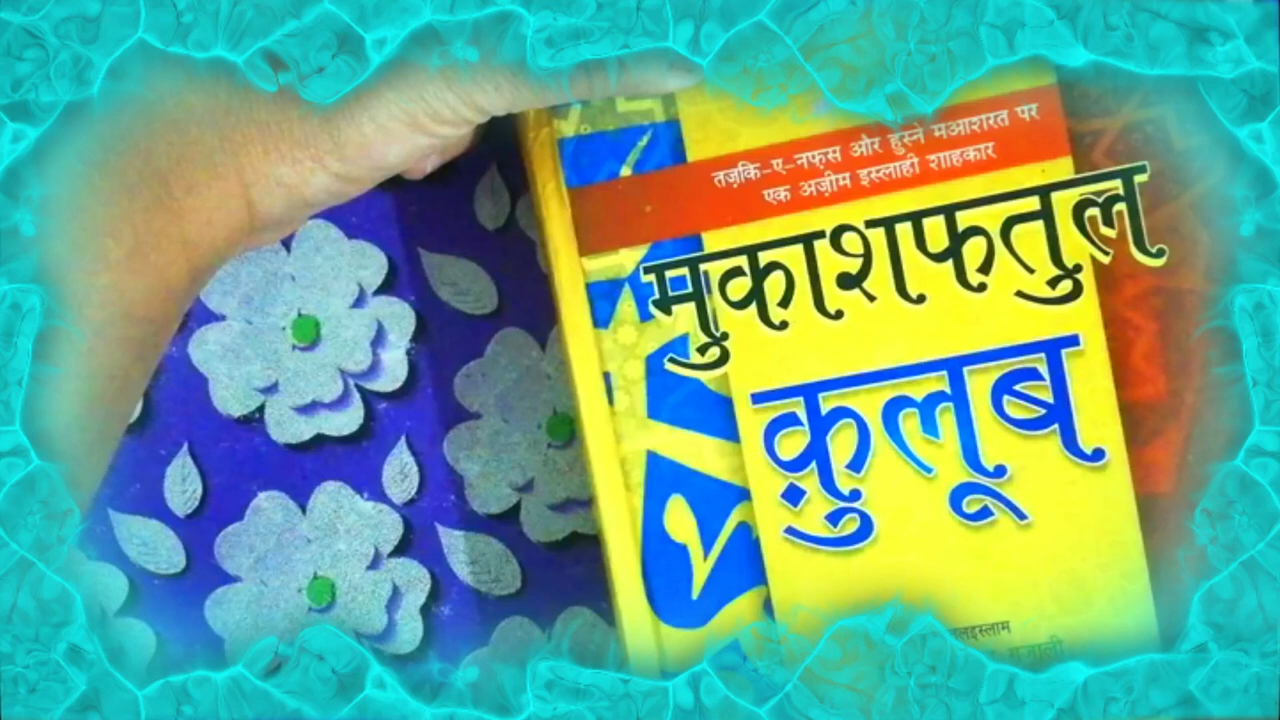 तज़कि-ए-नफ़्स और हुस्ने मआशरत पर
एक अज़ीम इस्लाही शाहकार
मुकाशफतुल
क़ुलूब
ग़ज़ाली